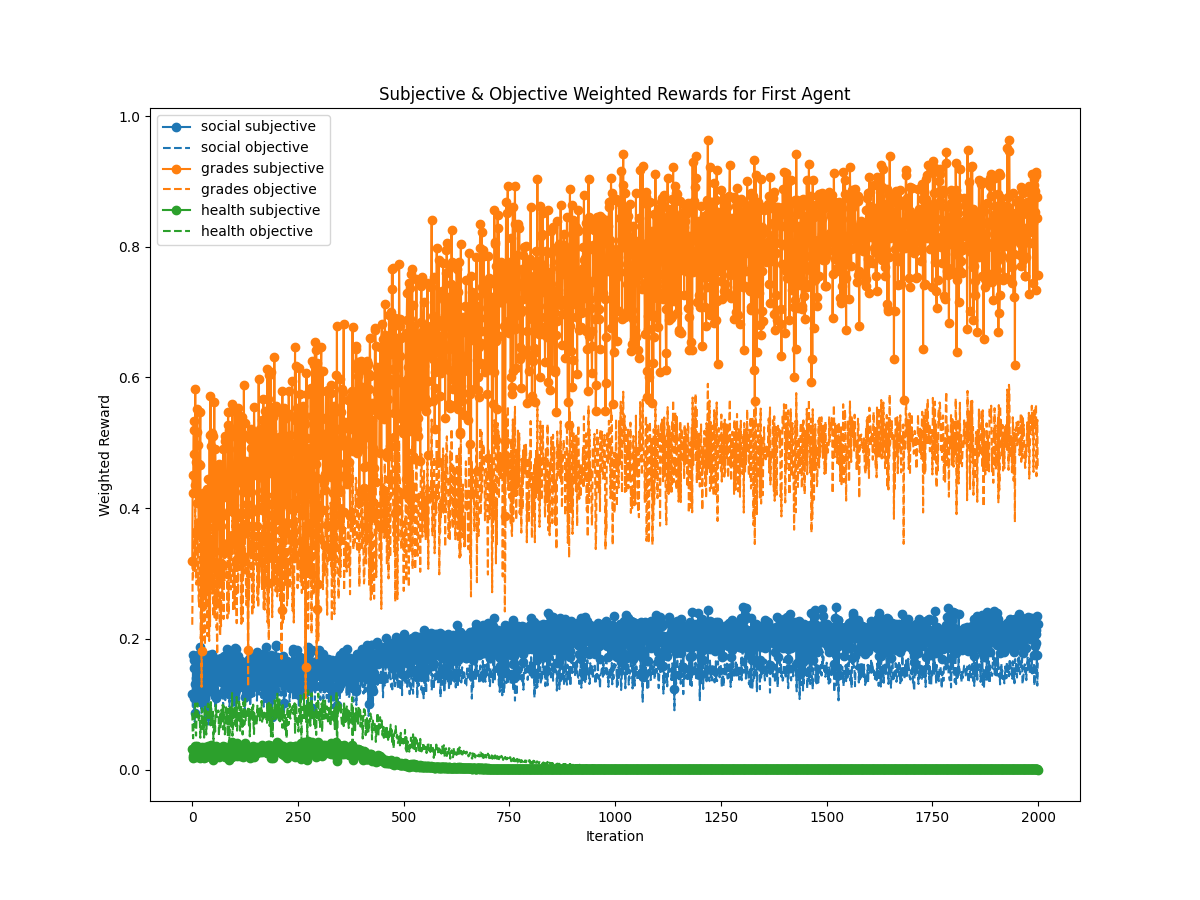 Subjective & Objective Weighted Rewards for First Agent
1.0
0.8
0.6
0.4
0.2
0.0
Weighted Reward
social subjective
social objective
grades subjective
grades objective
health subjective
health objective
0 250 500 750 1000 1250 1500 1750 2000
Iteration